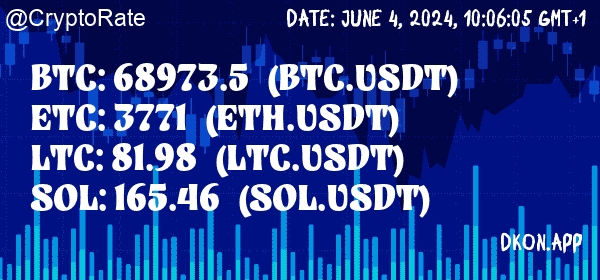 @CryptoRate
DATE: JUNE 4, 2024, 10:06:05 GMT+1
BTC: 68973.5 (BTC.USDT)
ETC: 3771 (ETH.USDT)
LTC: 81.98 (LTC.USDT)
SOL: 165.46 (SOL.USDT)
DKON.APP